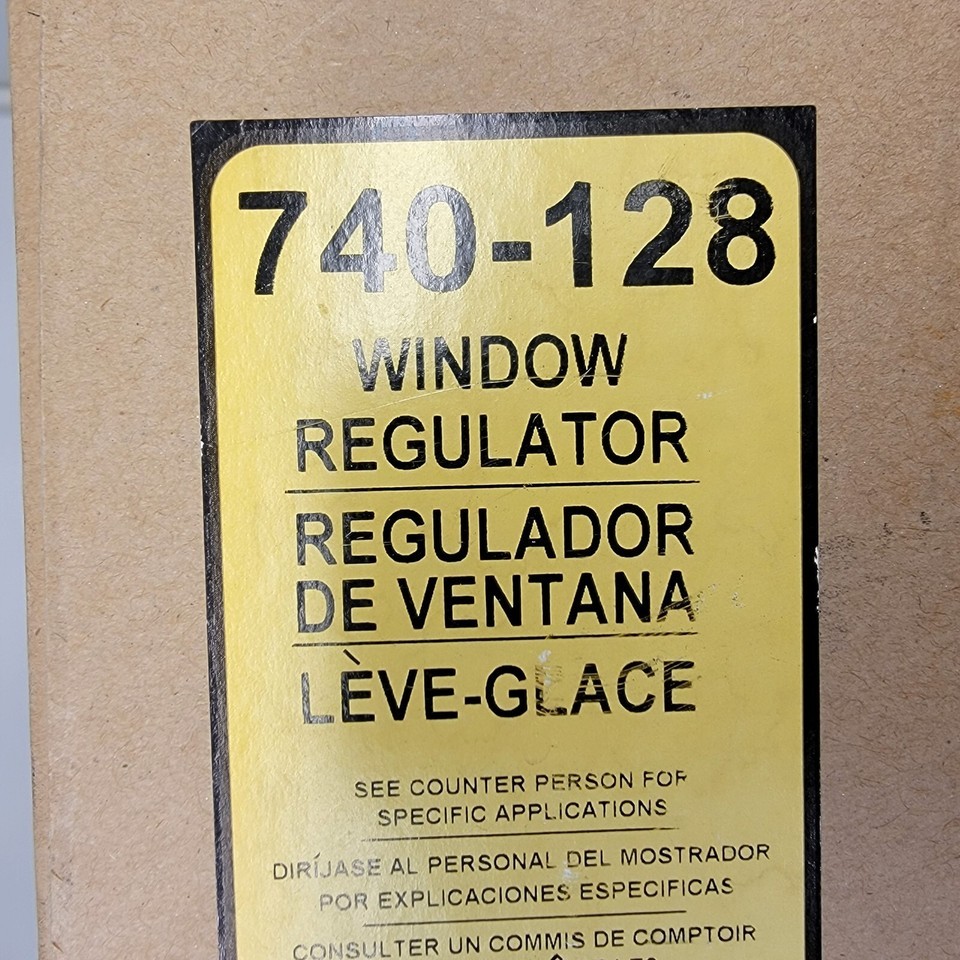 740-128
WINDOW
REGULATOR
REGULADOR
DE VENTANA
LÈVE-GLACE
SEE COUNTER PERSON FOR
SPECIFIC APPLICATIONS
DIRÍJASE AL PERSONAL DEL MOSTRADOR
POR EXPLICACIONES ESPECIFICAS
CONSULTER UN COMMIS DE COMPTOIR